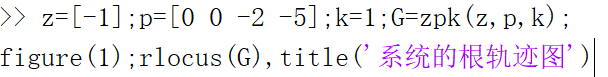 >> z=[-1];p=[0 0 -2 -5];k=1;G=zpk(z,p,k);
figure(1);rlocus(G),title('系统的根轨迹图')